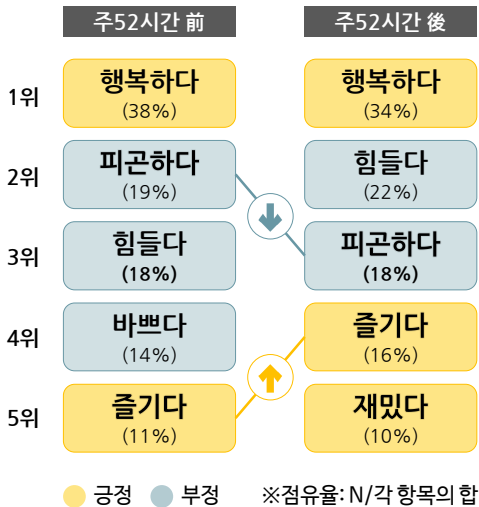 주52시간 前
주52시간 後
1위
행복하다
(38%)
행복하다
(34%)
2위
피곤하다
(19%)
힘들다
(22%)
3위
힘들다
(18%)
피곤하다
(18%)
4위
바쁘다
(14%)
즐기다
(16%)
5위
즐기다
(11%)
재밌다
(10%)
긍정
부정
※점유율: N/각 항목의 합